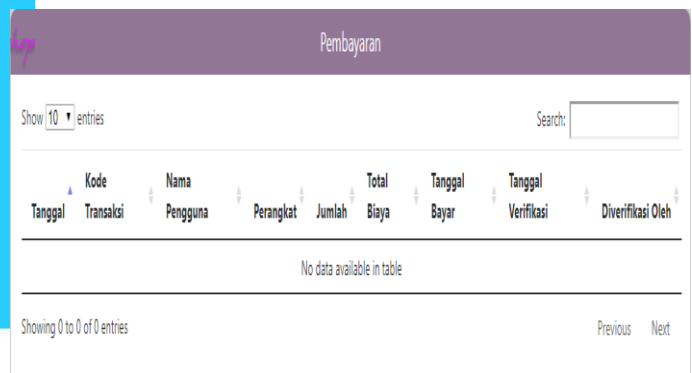 Pembayaran
Show 10 entries
Search:
Tanggal Kode Transaksi Nama Pengguna Perangkat Jumlah Total Biaya Tanggal Bayar Tanggal Verifikasi Diverifikasi Oleh
No data available in table
Showing 0 to 0 of 0 entries
Previous Next